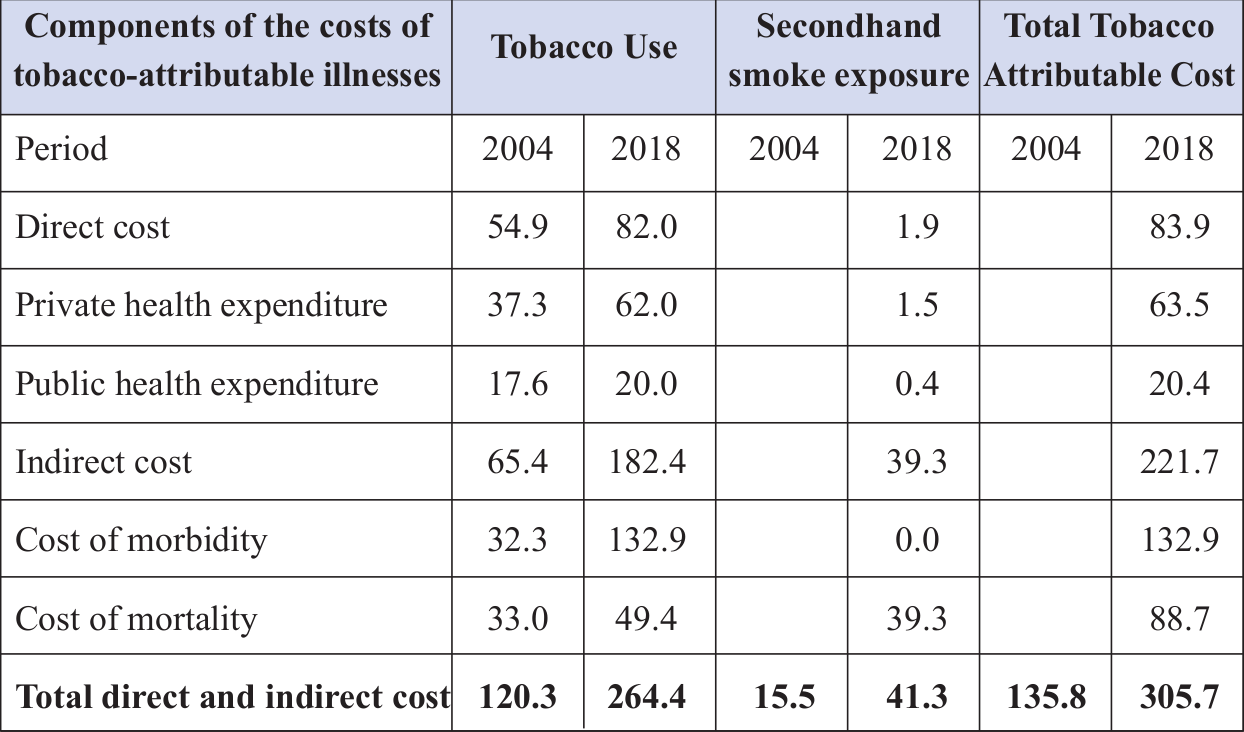 Components of the costs of tobacco-attributable illnesses Tobacco Use Secondhand smoke exposure Total Tobacco Attributable Cost
Period 2004 2018 2004 2018 2004 2018
Direct cost 54.9 82.0 1.9 83.9
Private health expenditure 37.3 62.0 1.5 63.5
Public health expenditure 17.6 20.0 0.4 20.4
Indirect cost 65.4 182.4 39.3 221.7
Cost of morbidity 32.3 132.9 0.0 132.9
Cost of mortality 33.0 49.4 39.3 88.7
Total direct and indirect cost 120.3 264.4 15.5 41.3 135.8 305.7